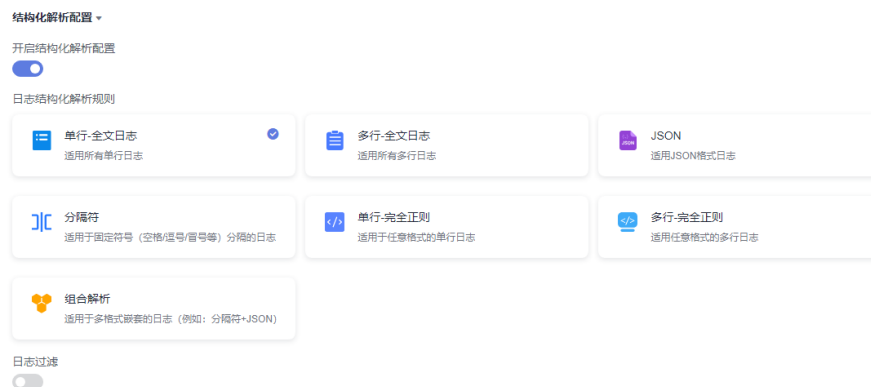 结构化解析配置
开启结构化解析配置
日志结构化解析规则
单行-全文日志
适用所有单行日志
多行-全文日志
适用所有多行日志
JSON
适用JSON格式日志
分隔符
适用于固定符号（空格/逗号/冒号等）分隔的日志
单行-完全正则
适用于任意格式的单行日志
多行-完全正则
适用任意格式的多行日志
组合解析
适用于多格式嵌套的日志（例如：分隔符+JSON）
日志过滤